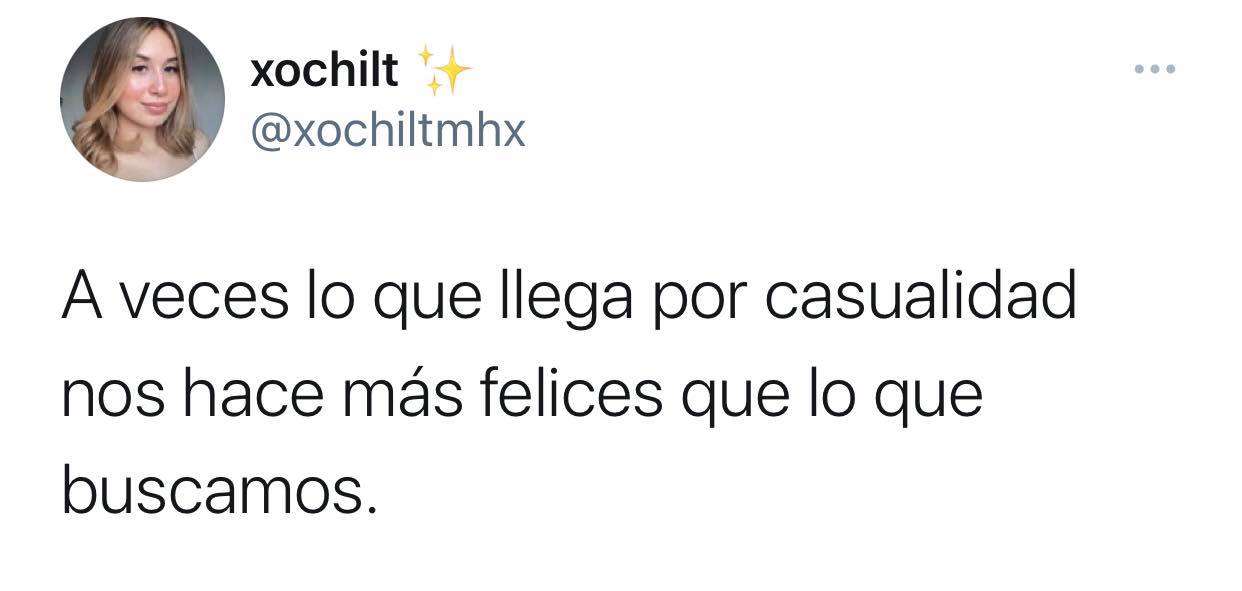 xochilt ✨
@xochiltmhx
A veces lo que llega por casualidad
nos hace más felices que lo que
buscamos.